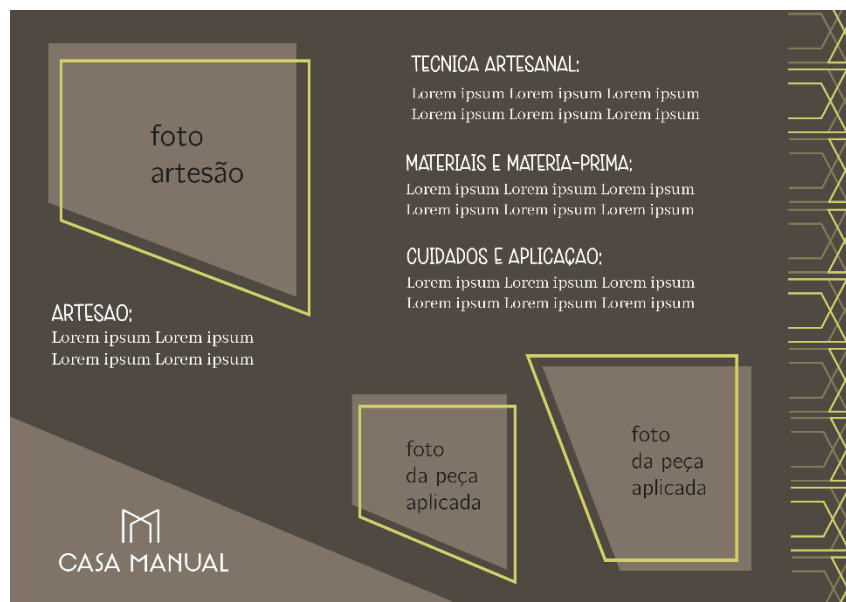 foto
artesão
ARTESAO:
Lorem ipsum Lorem ipsum
Lorem ipsum Lorem ipsum
TECNICA ARTESANAL:
Lorem ipsum Lorem ipsum Lorem ipsum
Lorem ipsum Lorem ipsum Lorem ipsum
MATERIAIS E MATERIA-PRIMA:
Lorem ipsum Lorem ipsum Lorem ipsum
Lorem ipsum Lorem ipsum Lorem ipsum
CUIDADOS E APLICAÇAO:
Lorem ipsum Lorem ipsum Lorem ipsum
Lorem ipsum Lorem ipsum Lorem ipsum
foto
da peça
aplicada
foto
da peça
aplicada
CASA MANUAL